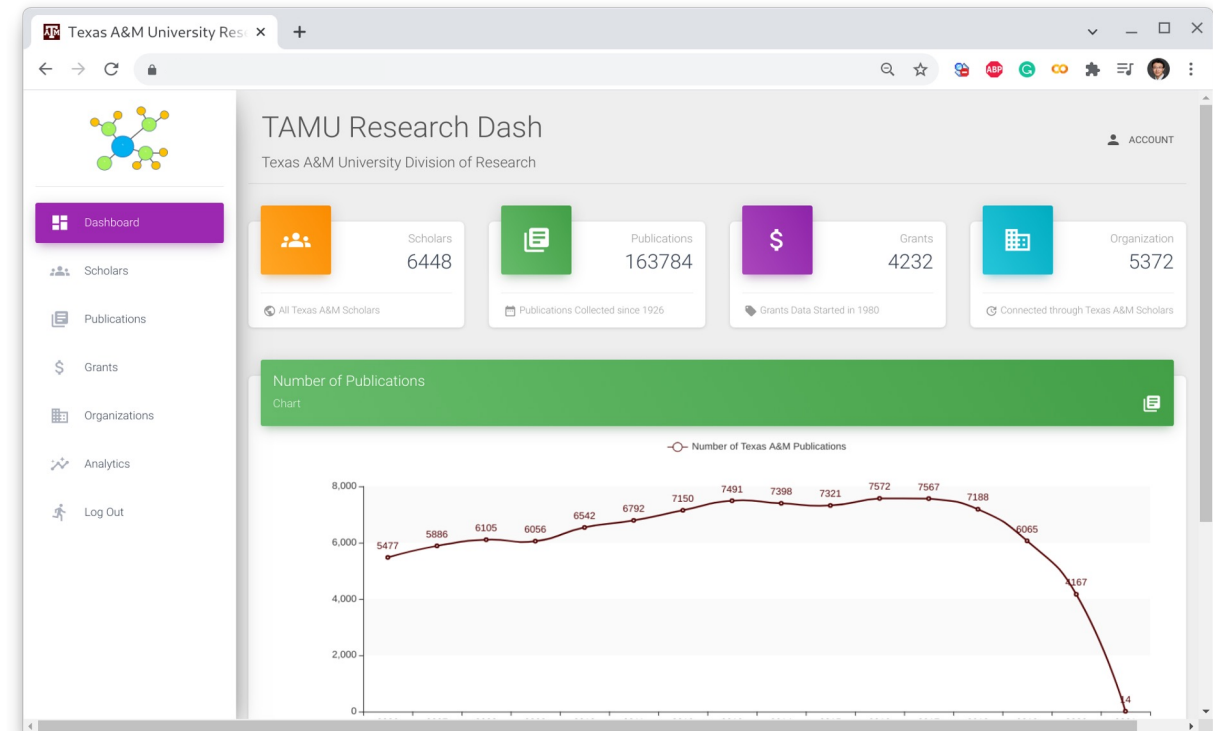 Texas A&M University Res
ABP
TAMU Research Dash
Texas A&M University Division of Research
ACCOUNT
Dashboard
Scholars
Publications
Grants
Organizations
Analytics
Log Out
Scholars
6448
All Texas A&M Scholars
Publications
163784
Publications Collected since 1926
Grants
4232
Grants Data Started in 1980
Organization
5372
Connected through Texas A&M Scholars
Number of Publications
Chart
Number of Texas A&M Publications
8,000
6,000
4,000
2,000
0
5477
5886
6105
6056
6542
6792
7150
7491
7398
7321
7572
7567
7188
6065
4167
14